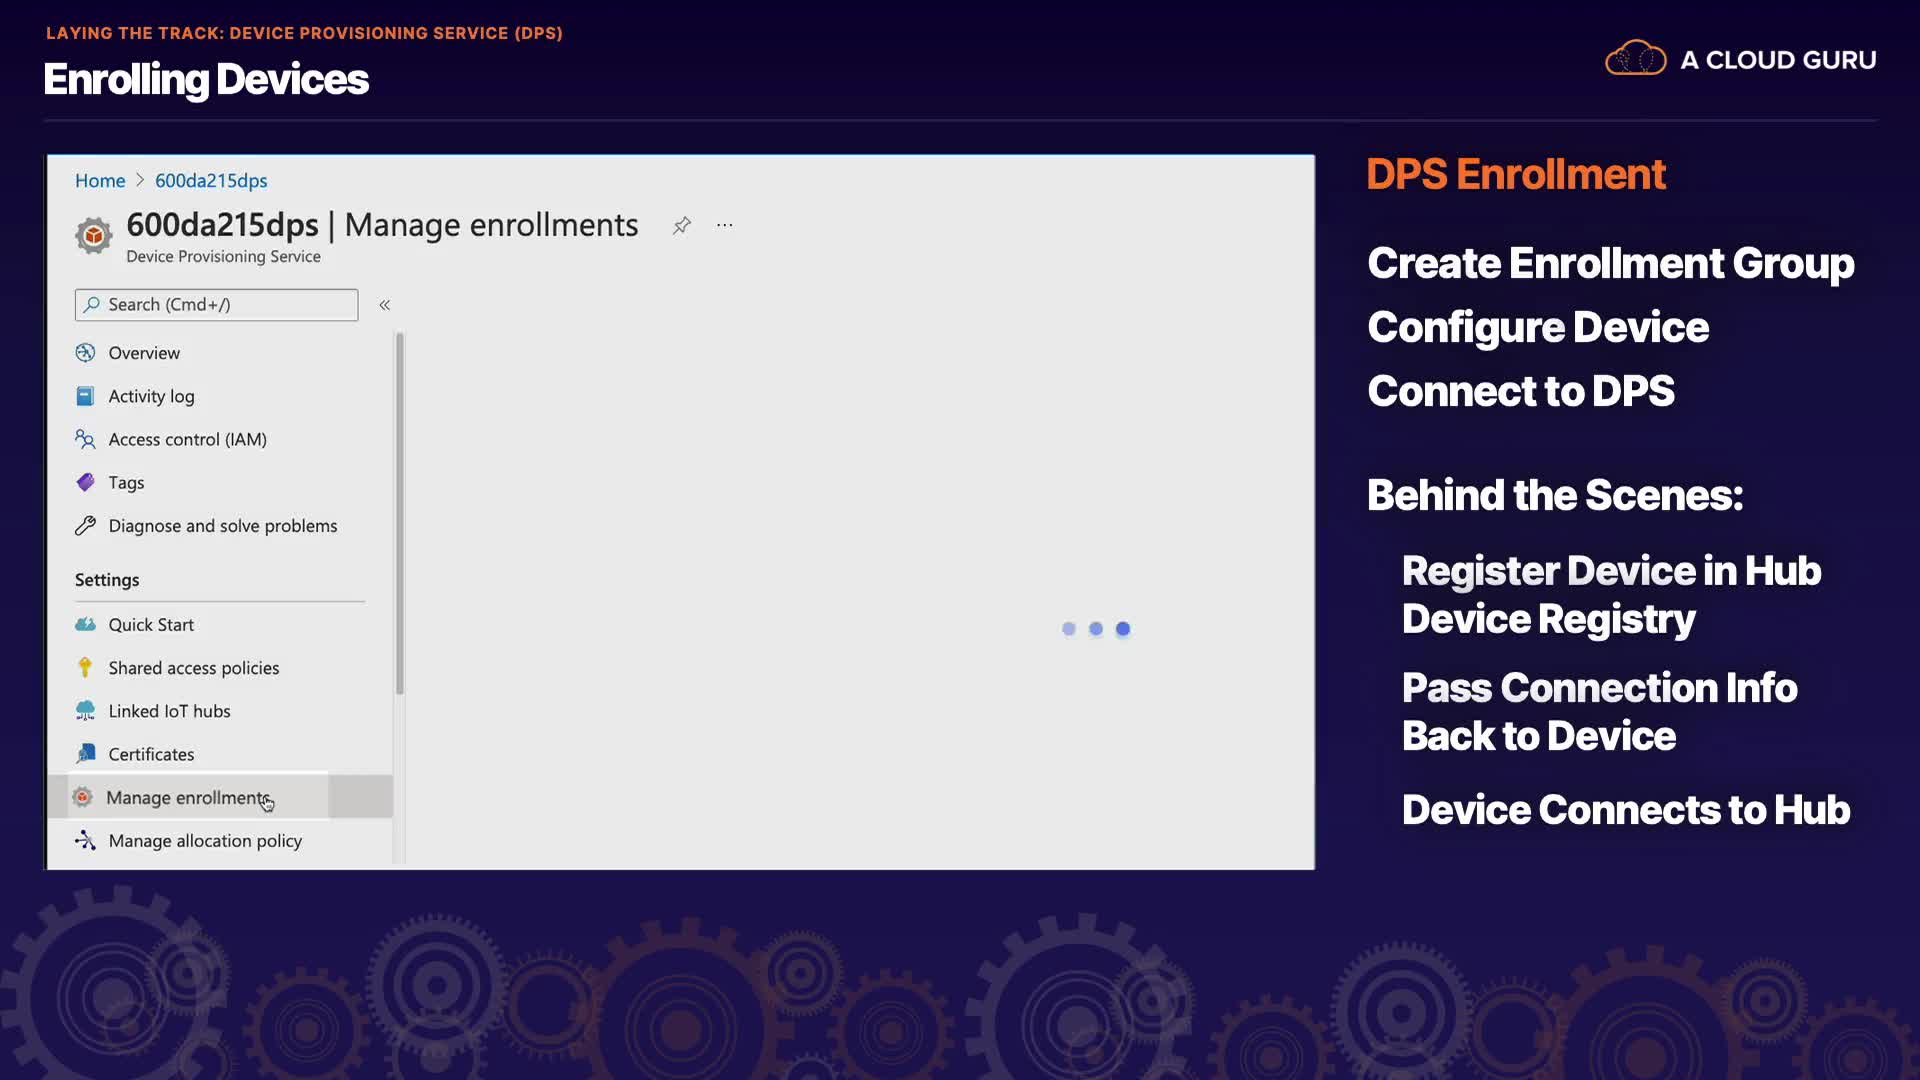 LAYING THE TRACK: DEVICE PROVISIONING SERVICE (DPS)
Enrolling Devices
A CLOUD GURU
Home > 600da215dps
600da215dps | Manage enrollments ...
Device Provisioning Service
Search (Cmd+/) «
Overview
Activity log
Access control (IAM)
Tags
Diagnose and solve problems
Settings
Quick Start
Shared access policies
Linked IoT hubs
Certificates
Manage enrollments
Manage allocation policy
DPS Enrollment
Create Enrollment Group
Configure Device
Connect to DPS
Behind the Scenes:
Register Device in Hub
Device Registry
Pass Connection Info
Back to Device
Device Connects to Hub